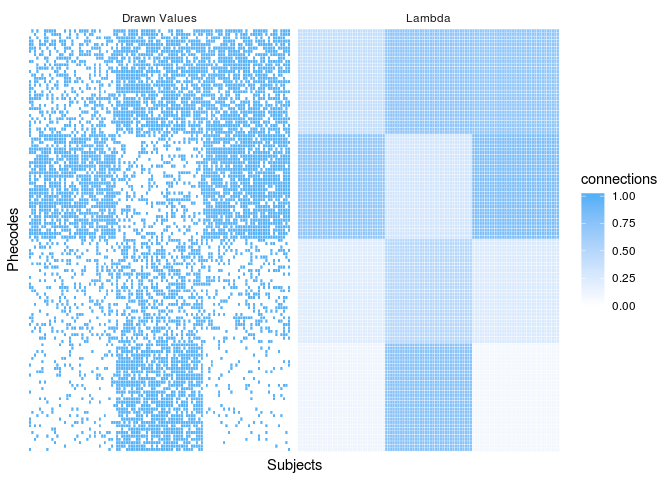 Drawn Values
Lambda
Phecodes
Subjects
connections
1.00
0.75
0.50
0.25
0.00